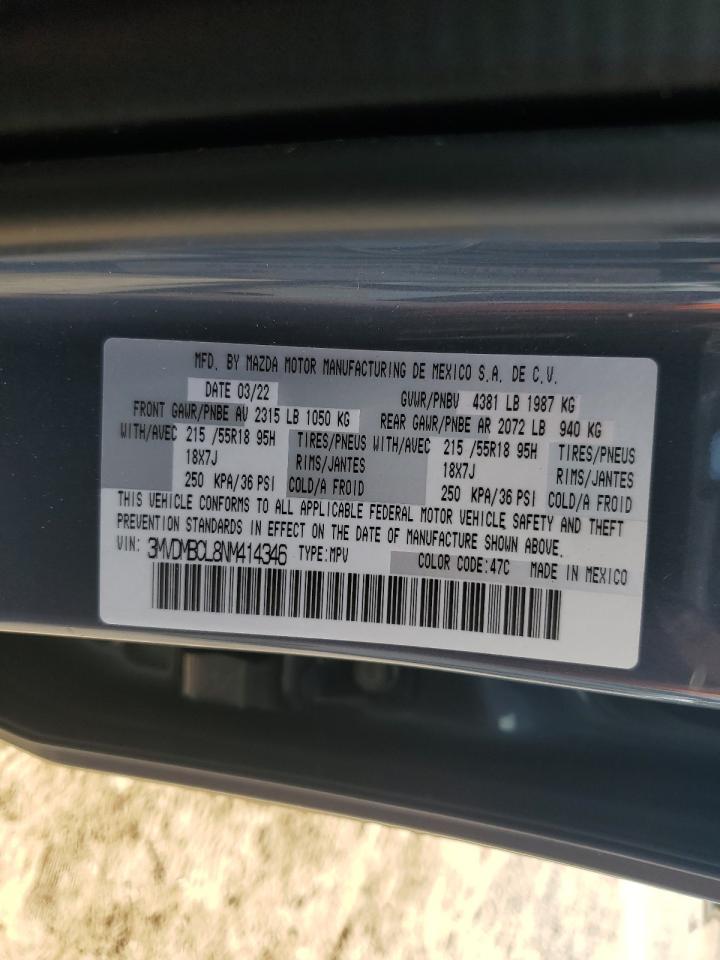 MFD. BY MAZDA MOTOR MANUFACTURING DE MEXICO S.A. DE C.V.
DATE 03/22 GVWR/PNBV 4381 LB 1987 KG
FRONT GAWR/PNBE AV 2315 LB 1050 KG REAR GAWR/PNBE AR 2072 LB 940 KG
WITH/AVEC 215 /55R18 95H TIRES/PNEUS WITH/AVEC 215 /55R18 95H TIRES/PNEUS
18X7J RIMS/JANTES 18X7J RIMS/JANTES
250 KPA/36 PSI COLD/A FROID 250 KPA/36 PSI COLD/A FROID
THIS VEHICLE CONFORMS TO ALL APPLICABLE FEDERAL MOTOR VEHICLE SAFETY AND THEFT
PREVENTION STANDARDS IN EFFECT ON THE DATE OF MANUFACTURE SHOWN ABOVE.
VIN: 3MVDMBCL8NM414346 TYPE:MPV COLOR CODE:47C MADE IN MEXICO